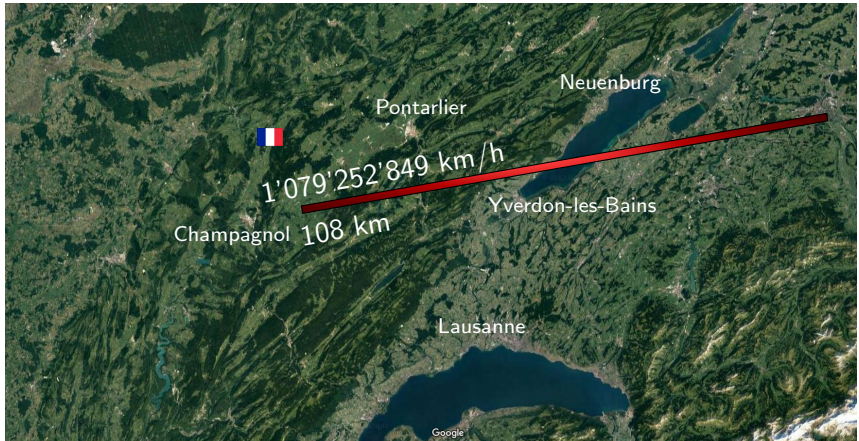 Neuenburg
Pontarlier
1'079'252'849 km/h
Yverdon-les-Bains
Champagnol
108 km
Lausanne
Google